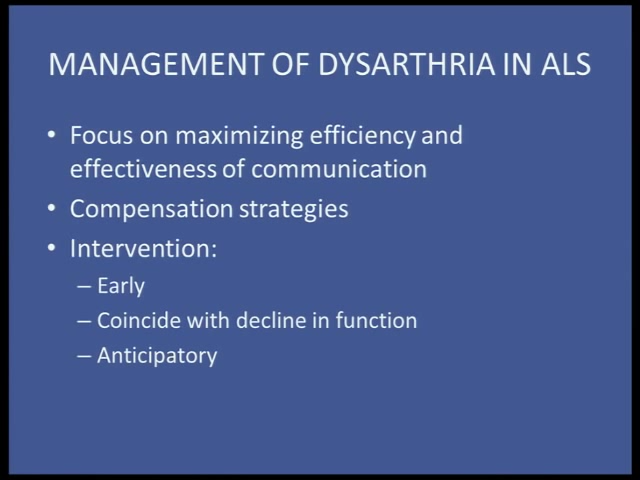 MANAGEMENT OF DYSARTHRIA IN ALS
• Focus on maximizing efficiency and
effectiveness of communication
• Compensation strategies
• Intervention:
– Early
– Coincide with decline in function
– Anticipatory